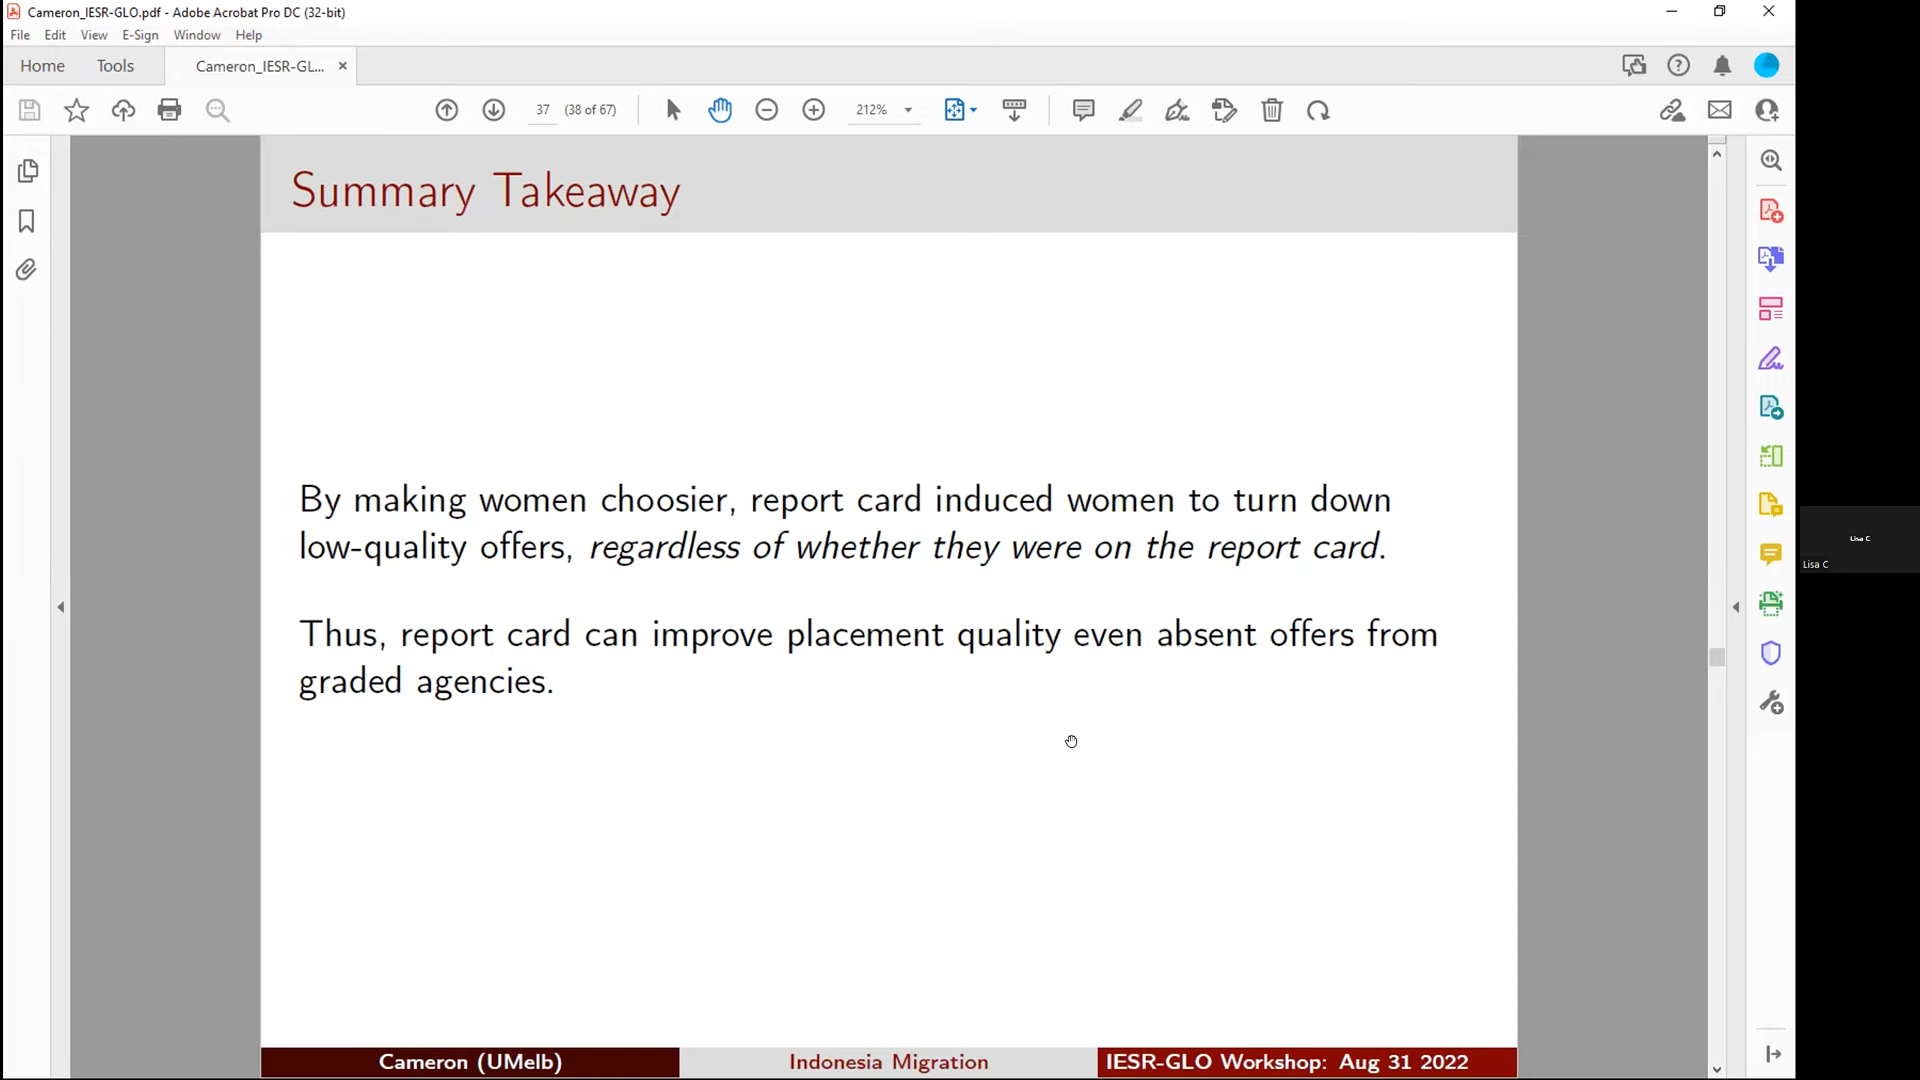 Cameron_IESR-GLO.pdf - Adobe Acrobat Pro DC (32-bit)
File Edit View E-Sign Window Help
Home Tools Cameron_IESR-GL... ×
37 (38 of 67) 212%
Summary Takeaway
By making women choosier, report card induced women to turn down
low-quality offers, regardless of whether they were on the report card.
Thus, report card can improve placement quality even absent offers from
graded agencies.
Cameron (UMelb) Indonesia Migration IESR-GLO Workshop: Aug 31 2022
Lisa C
Lisa C